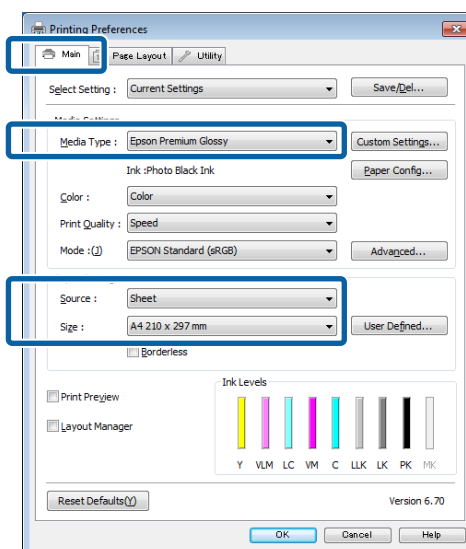 Printing Preferences
Main Page Layout Utility
Select Setting : Current Settings Save/Del...
Media Settings
Media Type : Epson Premium Glossy Custom Settings...
Ink :Photo Black Ink Paper Config...
Color : Color
Print Quality : Speed
Mode :(J) EPSON Standard (sRGB) Advanced...
Source : Sheet
Size : A4 210 x 297 mm User Defined...
Borderless
Ink Levels
Print Preview
Layout Manager
Y VLM LC VM C LLK LK PK MK
Reset Defaults(Y) Version 6.70
OK Cancel Help